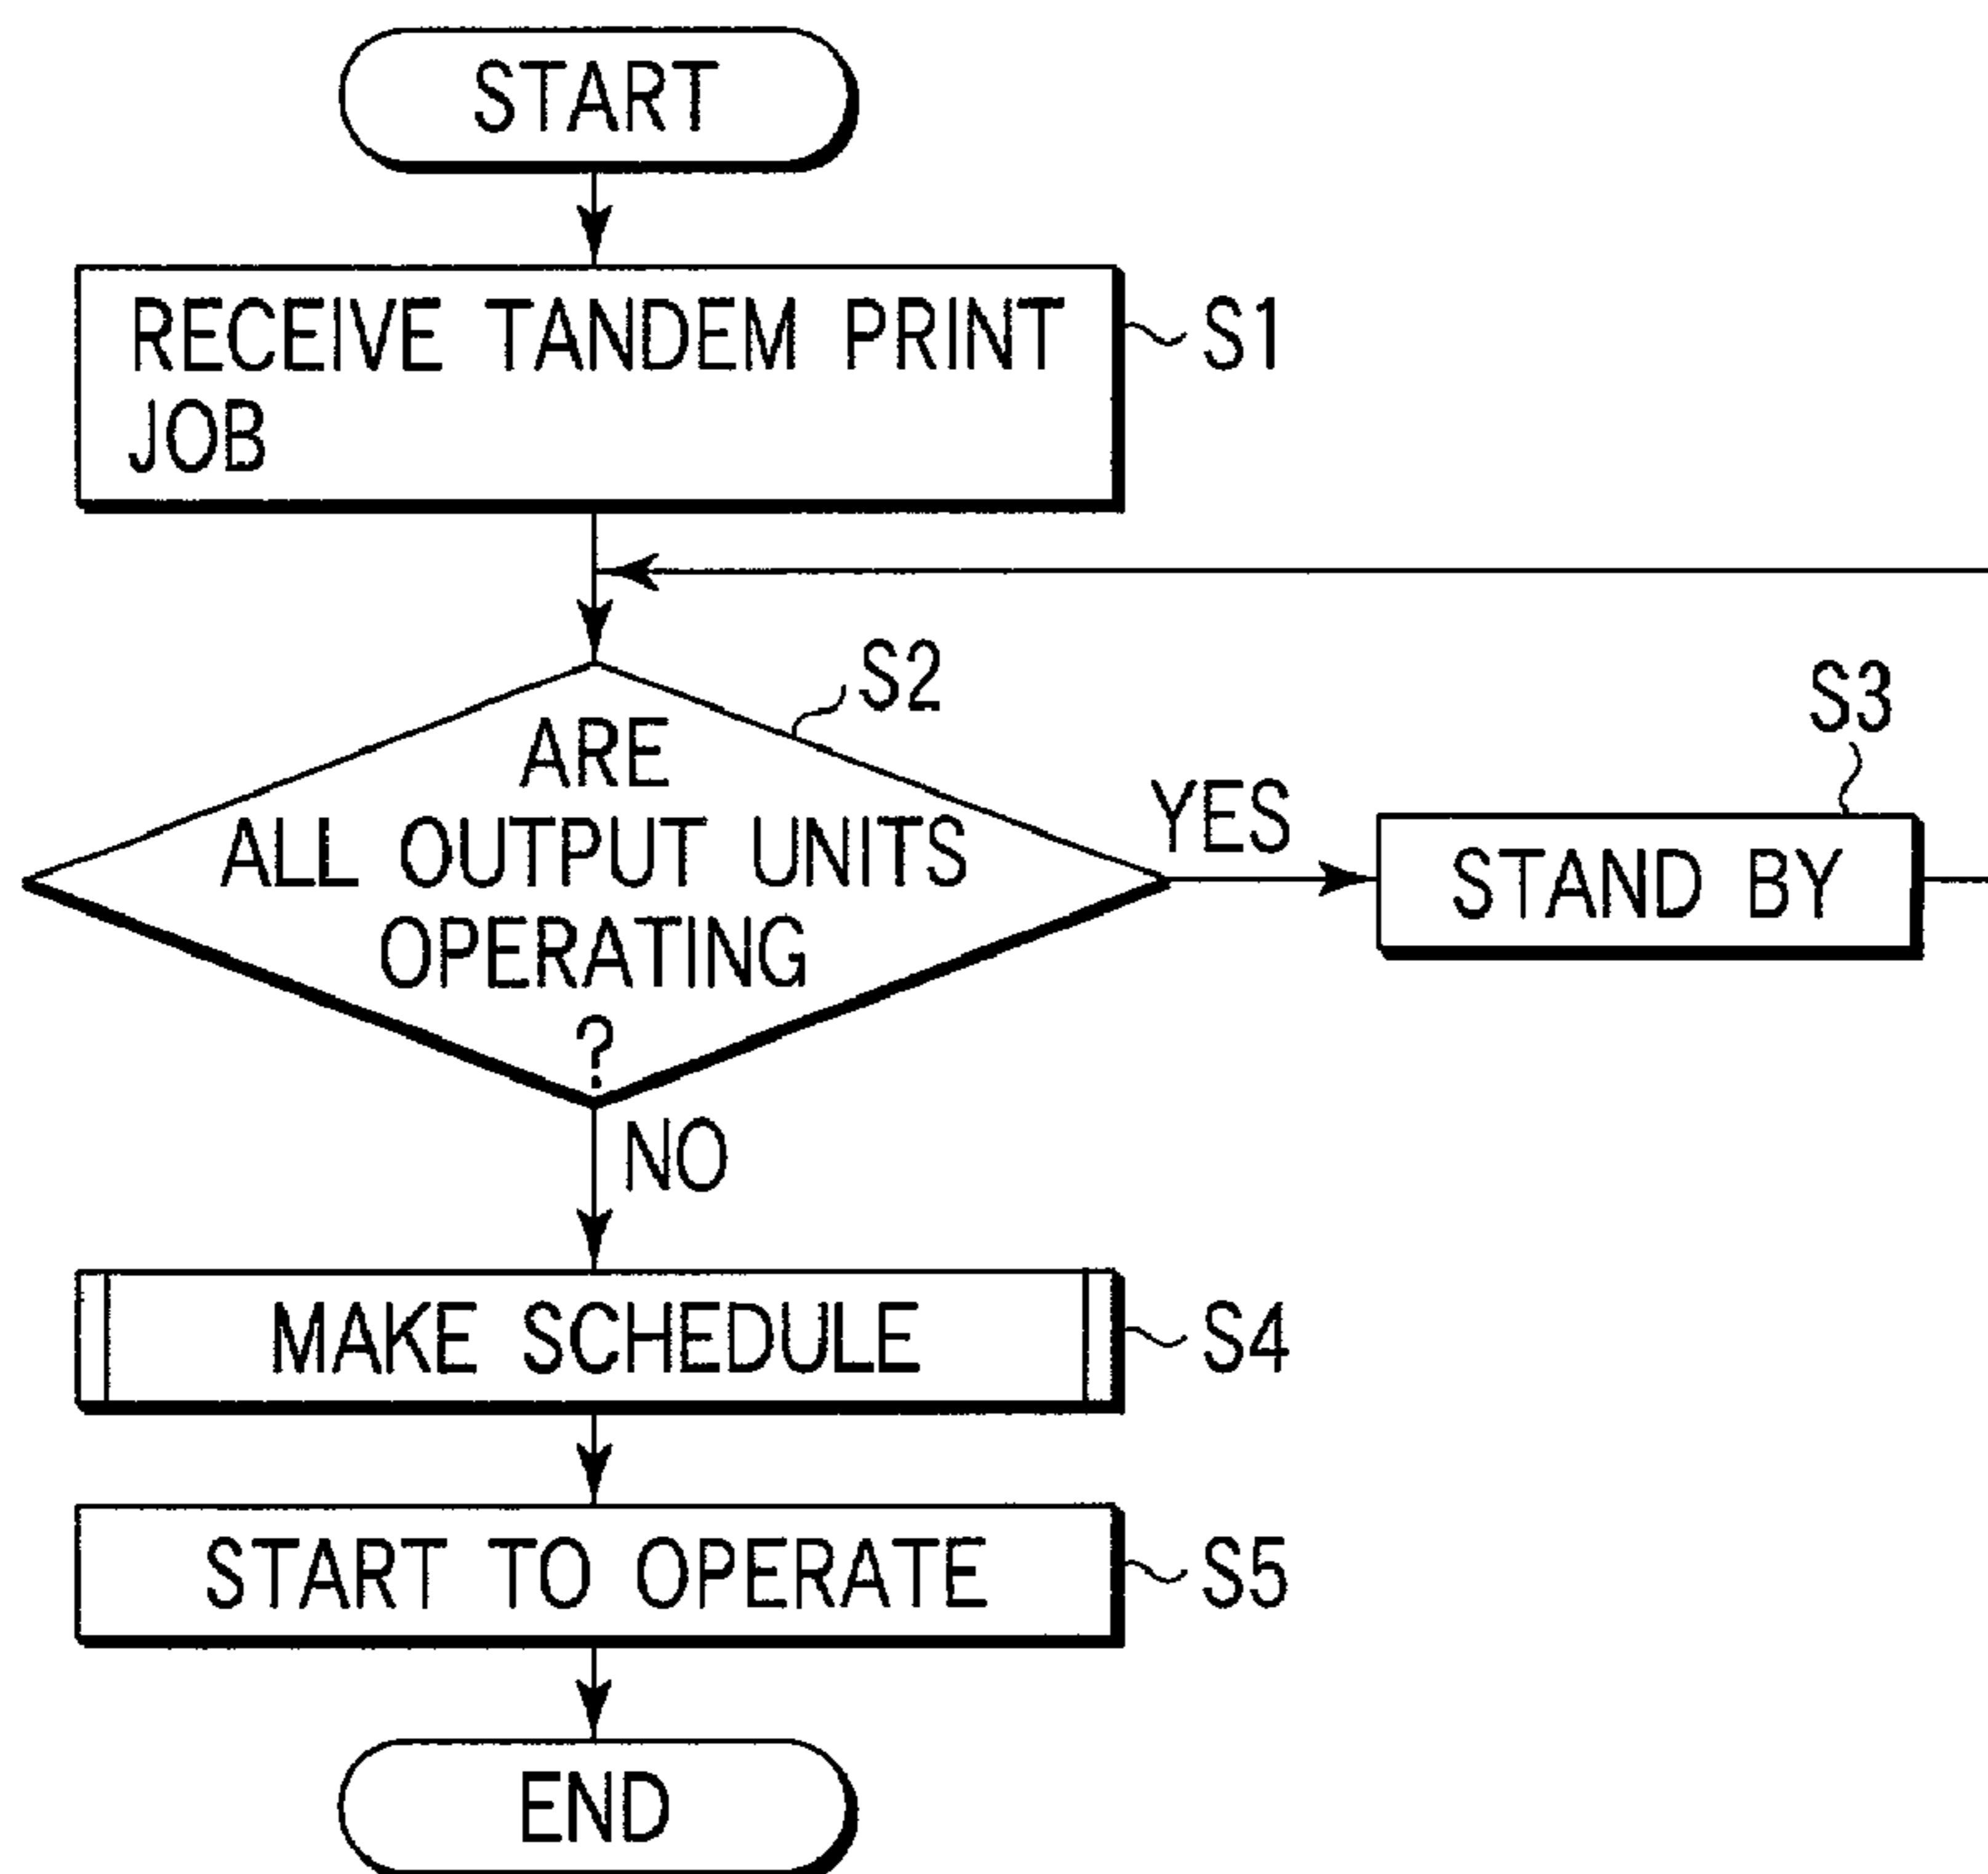 START
RECEIVE TANDEM PRINT
JOB
S1
S2
ARE
ALL OUTPUT UNITS
OPERATING
?
YES
S3
STAND BY
NO
MAKE SCHEDULE
S4
START TO OPERATE
S5
END